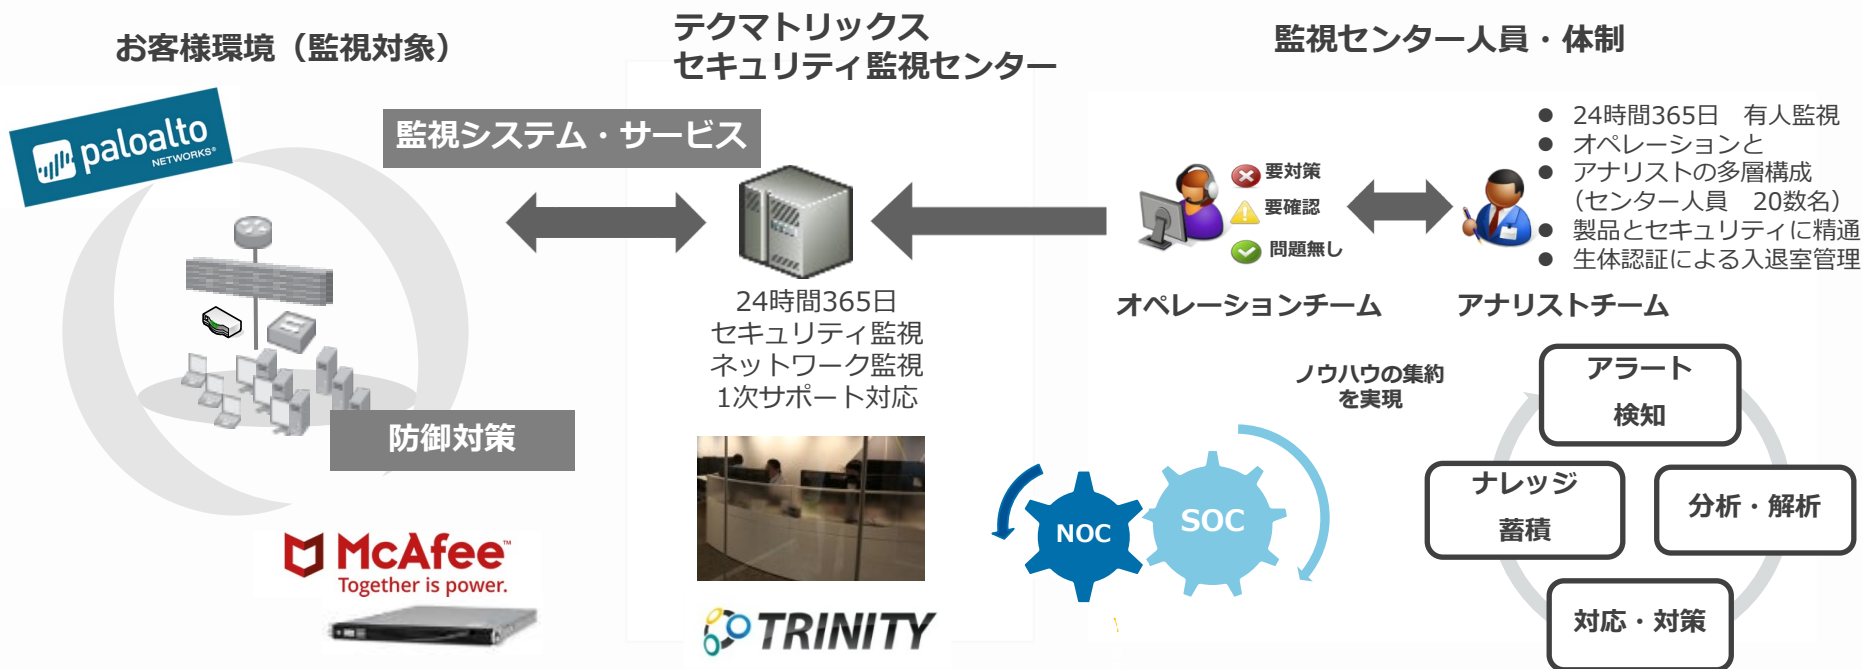 お客様環境（監視対象）
paloalto
NETWORKS®
監視システム・サービス
防御対策
McAfee™
Together is power.
テクマトリックス
セキュリティ監視センター
24時間365日
セキュリティ監視
ネットワーク監視
1次サポート対応
TRINITY
監視センター人員・体制
要対策
要確認
問題無し
オペレーションチーム
アナリストチーム
● 24時間365日　有人監視
● オペレーションと
● アナリストの多層構成
（センター人員　20数名）
● 製品とセキュリティに精通
● 生体認証による入退室管理
ノウハウの集約
を実現
NOC
SOC
アラート
検知
分析・解析
対応・対策
ナレッジ
蓄積